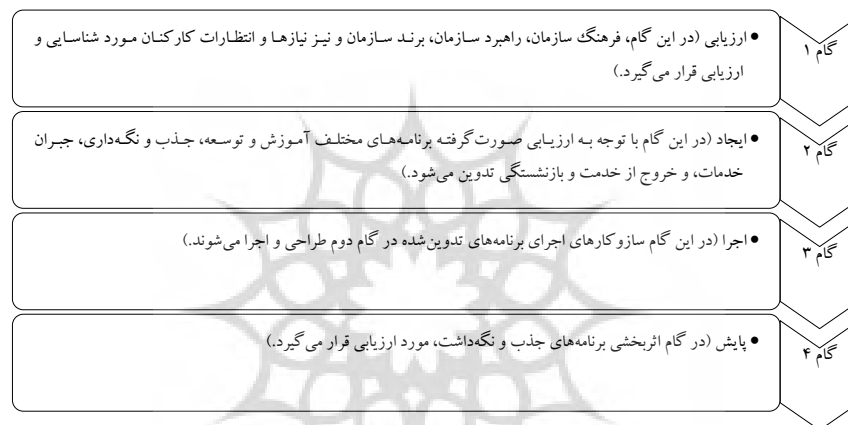 گام ۱
• ارزیابی (در این گام، فرهنگ سازمان، راهبرد سازمان، برند سازمان و نیز نیازها و انتظارات کارکنان مورد شناسایی و
ارزیابی قرار می‌گیرد.)
گام ۲
• ایجاد (در این گام با توجه به ارزیابی صورت‌گرفته برنامه‌های مختلف آموزش و توسعه، جذب و نگه‌داری، جبران
خدمات، و خروج از خدمت و بازنشستگی تدوین می‌شود.)
گام ۳
• اجرا (در این گام سازوکارهای اجرای برنامه‌های تدوین‌شده در گام دوم طراحی و اجرا می‌شوند.)
گام ۴
• پایش (در گام اثربخشی برنامه‌های جذب و نگه‌داشت، مورد ارزیابی قرار می‌گیرد.)